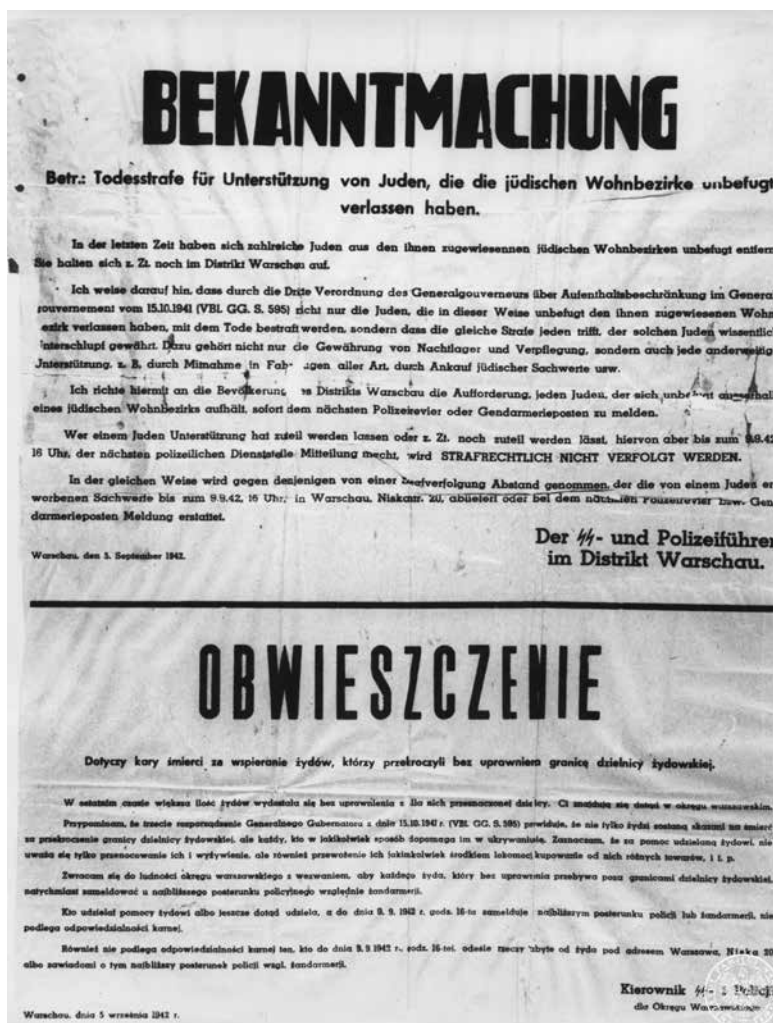 BEKANNTMACHUNG
Betr.: Todesstrafe für Unterstützung von Juden, die die jüdischen Wohnbezirke unbefugt
verlassen haben.
In der letzten Zeit haben sich zahlreiche Juden aus den ihnen zugewiesennen jüdischen Wohnbezirken unbefugt entfern
Sie halten sich z. Zt. noch im Distrikt Warschau auf.
Ich weise darauf hin, dass durch die Dritte Verordnung des Generalgouverneurs über Aufenthaltsbeschränkung im Genera
gouvernement vom 15.10.1941 (VBL GG. S. 595) nicht nur die Juden, die in dieser Weise unbefugt den ihnen zugewiesenen Wohn
ezirk verlassen haben, mit dem Tode bestraft werden, sondern dass die gleiche Strafe jeden trifft, der solchen Juden wissentlic
Unterschlupf gewährt. Dazu gehört nicht nur die Gewährung von Nachtlager und Verpflegung, sondern auch jede anderweitige
Unterstützung, z. B. durch Mitnahme in aller Art, durch Ankauf jüdischer Sachwerte usw.
Ich richte hiermit an die Bevölkerung Distrikts Warschau die Aufforderung, jeden Juden, der sich unbefugt ausserhal
eines jüdischen Wohnbezirks aufhält, sofort dem nächsten Polizeirevier oder Gendarmerieposten zu melden.
Wer einem Juden Unterstützung hat zuteil werden lassen oder z. Zt. noch zuteil werden lässt, hiervon aber bis zum 9.9.42
16 Uhr, der nächsten polizeilichen Dienststelle Mitteilung macht, wird STRAFRECHTLICH NICHT VERFOLGT WERDEN.
In der gleichen Weise wird gegen denjenigen von einer Strafverfolgung Abstand genommen, der die von einem Juden er
worbenen Sachwerte bis zum 9.9.42, 16 Uhr, in Warschau, Niskastr. 20, abliefert oder bei dem nächsten Polizeirevier bzw. Gen
darmerieposten Meldung erstattet.
Der SS- und Polizeiführer
im Distrikt Warschau.
Warschau, den 5. September 1942.
OBWIESZCZENIE
Dotyczy kary śmierci za wspieranie żydów, którzy przekroczyli bez uprawnień granicę dzielnicy żydowskiej.
W ostatnim czasie większa ilość żydów wydostała się bez uprawnienia z dla nich przeznaczonej dzielnicy. Ci znajdują się dotąd w okręgu warszawskim.
Przypominam, że trzecie rozporządzenie Generalnego Gubernatora z dnia 15.10.1941 r. (VBL. GG. S. 595) przewiduje, że nie tylko żydzi zostaną skazani na śmierć
za przekroczenie granicy dzielnicy żydowskiej, ale każdy, kto w jakikolwiek sposób dopomaga im w ukrywaniu się. Zaznaczam, że za pomoc udzielaną żydowi, nie
uważa się tylko przenocowanie ich i wyżywienie, ale również przewożenie ich jakimkolwiek środkiem lokomocji kupowanie od nich różnych towarów, i t. p.
Zwracam się do ludności okręgu warszawskiego z wezwaniem, aby każdego żyda, który bez uprawnienia przebywa poza granicami dzielnicy żydowskiej,
natychmiast zameldować u najbliższego posterunku policyjnego względnie żandarmerji.
Kto udzielał pomocy żydowi albo jeszcze dotąd udziela, a do dnia 9. 9. 1942 r. godz. 16-ta zamelduje najbliższym posterunku policji lub żandarmerji, nie
podlega odpowiedzialności karnej.
Również nie podlega odpowiedzialności karnej ten, kto do dnia 9. 9 1942 r., godz. 16-tej, odeśle rzeczy zbyte od żyda pod adresem Warszawa, Niska 20
albo zawiadomi o tym najbliższy posterunek policji wzgl. żandarmerji.
Kierownik SS- i Policji
dla Okręgu Warszawskiego
Warschau, dnia 5 września 1942 r.